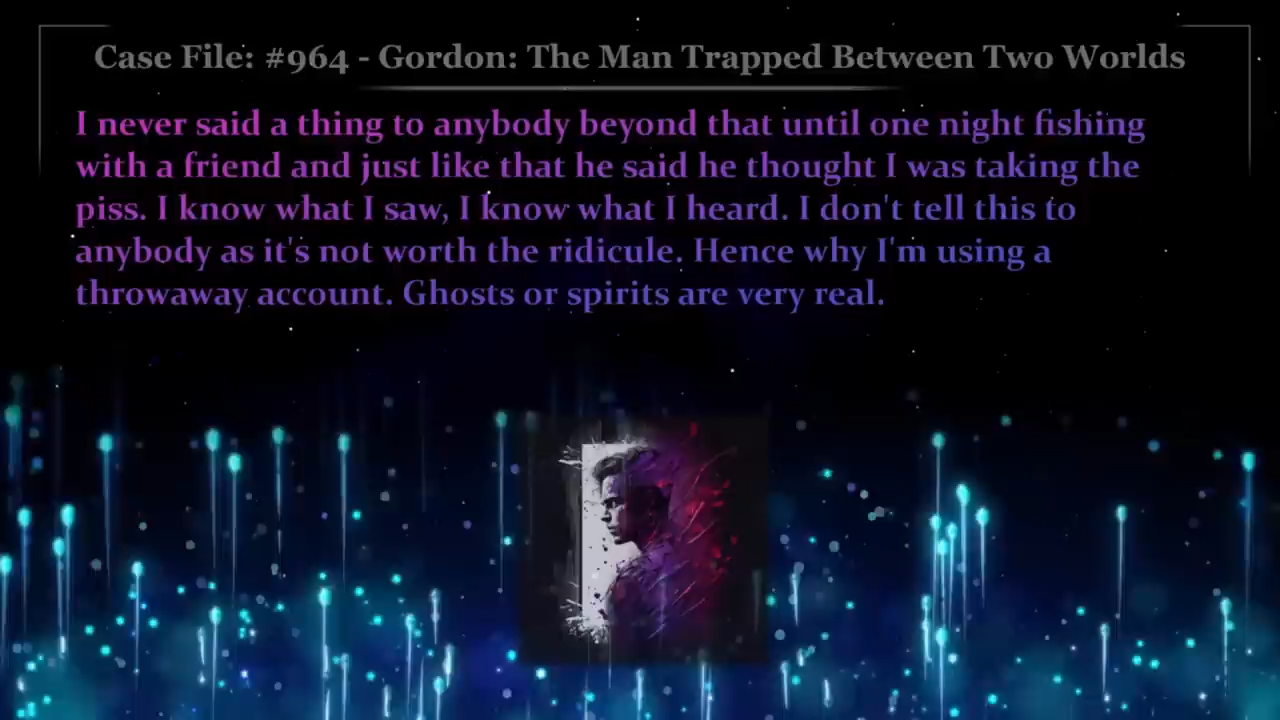 Case File: #964 - Gordon: The Man Trapped Between Two Worlds
I never said a thing to anybody beyond that until one night fishing
with a friend and just like that he said he thought I was taking the
piss. I know what I saw, I know what I heard. I don't tell this to
anybody as it's not worth the ridicule. Hence why I'm using a
throwaway account. Ghosts or spirits are very real.